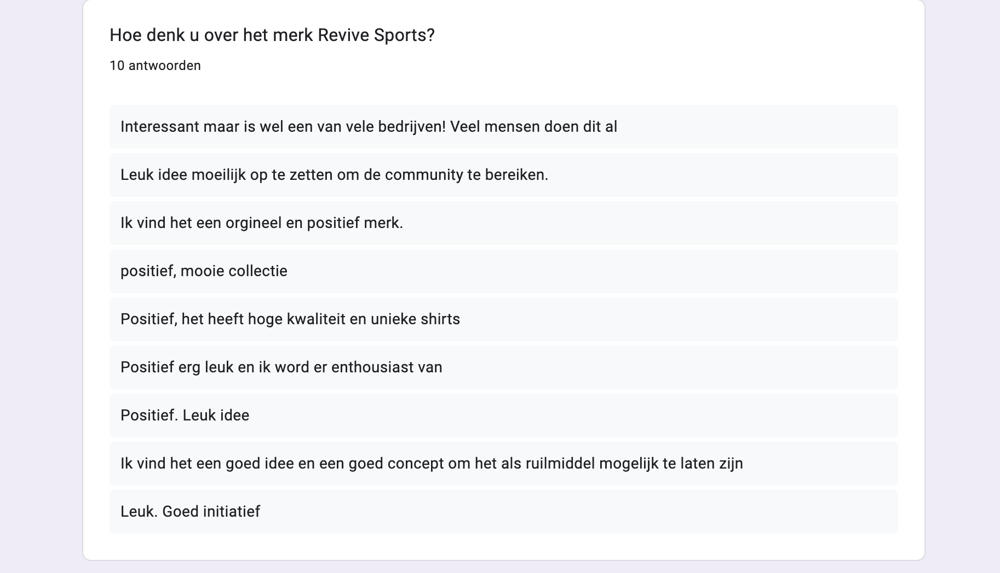 Hoe denk u over het merk Revive Sports?
10 antwoorden
Interessant maar is wel een van vele bedrijven! Veel mensen doen dit al
Leuk idee moeilijk op te zetten om de community te bereiken.
Ik vind het een orgineel en positief merk.
positief, mooie collectie
Positief, het heeft hoge kwaliteit en unieke shirts
Positief erg leuk en ik word er enthousiast van
Positief. Leuk idee
Ik vind het een goed idee en een goed concept om het als ruilmiddel mogelijk te laten zijn
Leuk. Goed initiatief